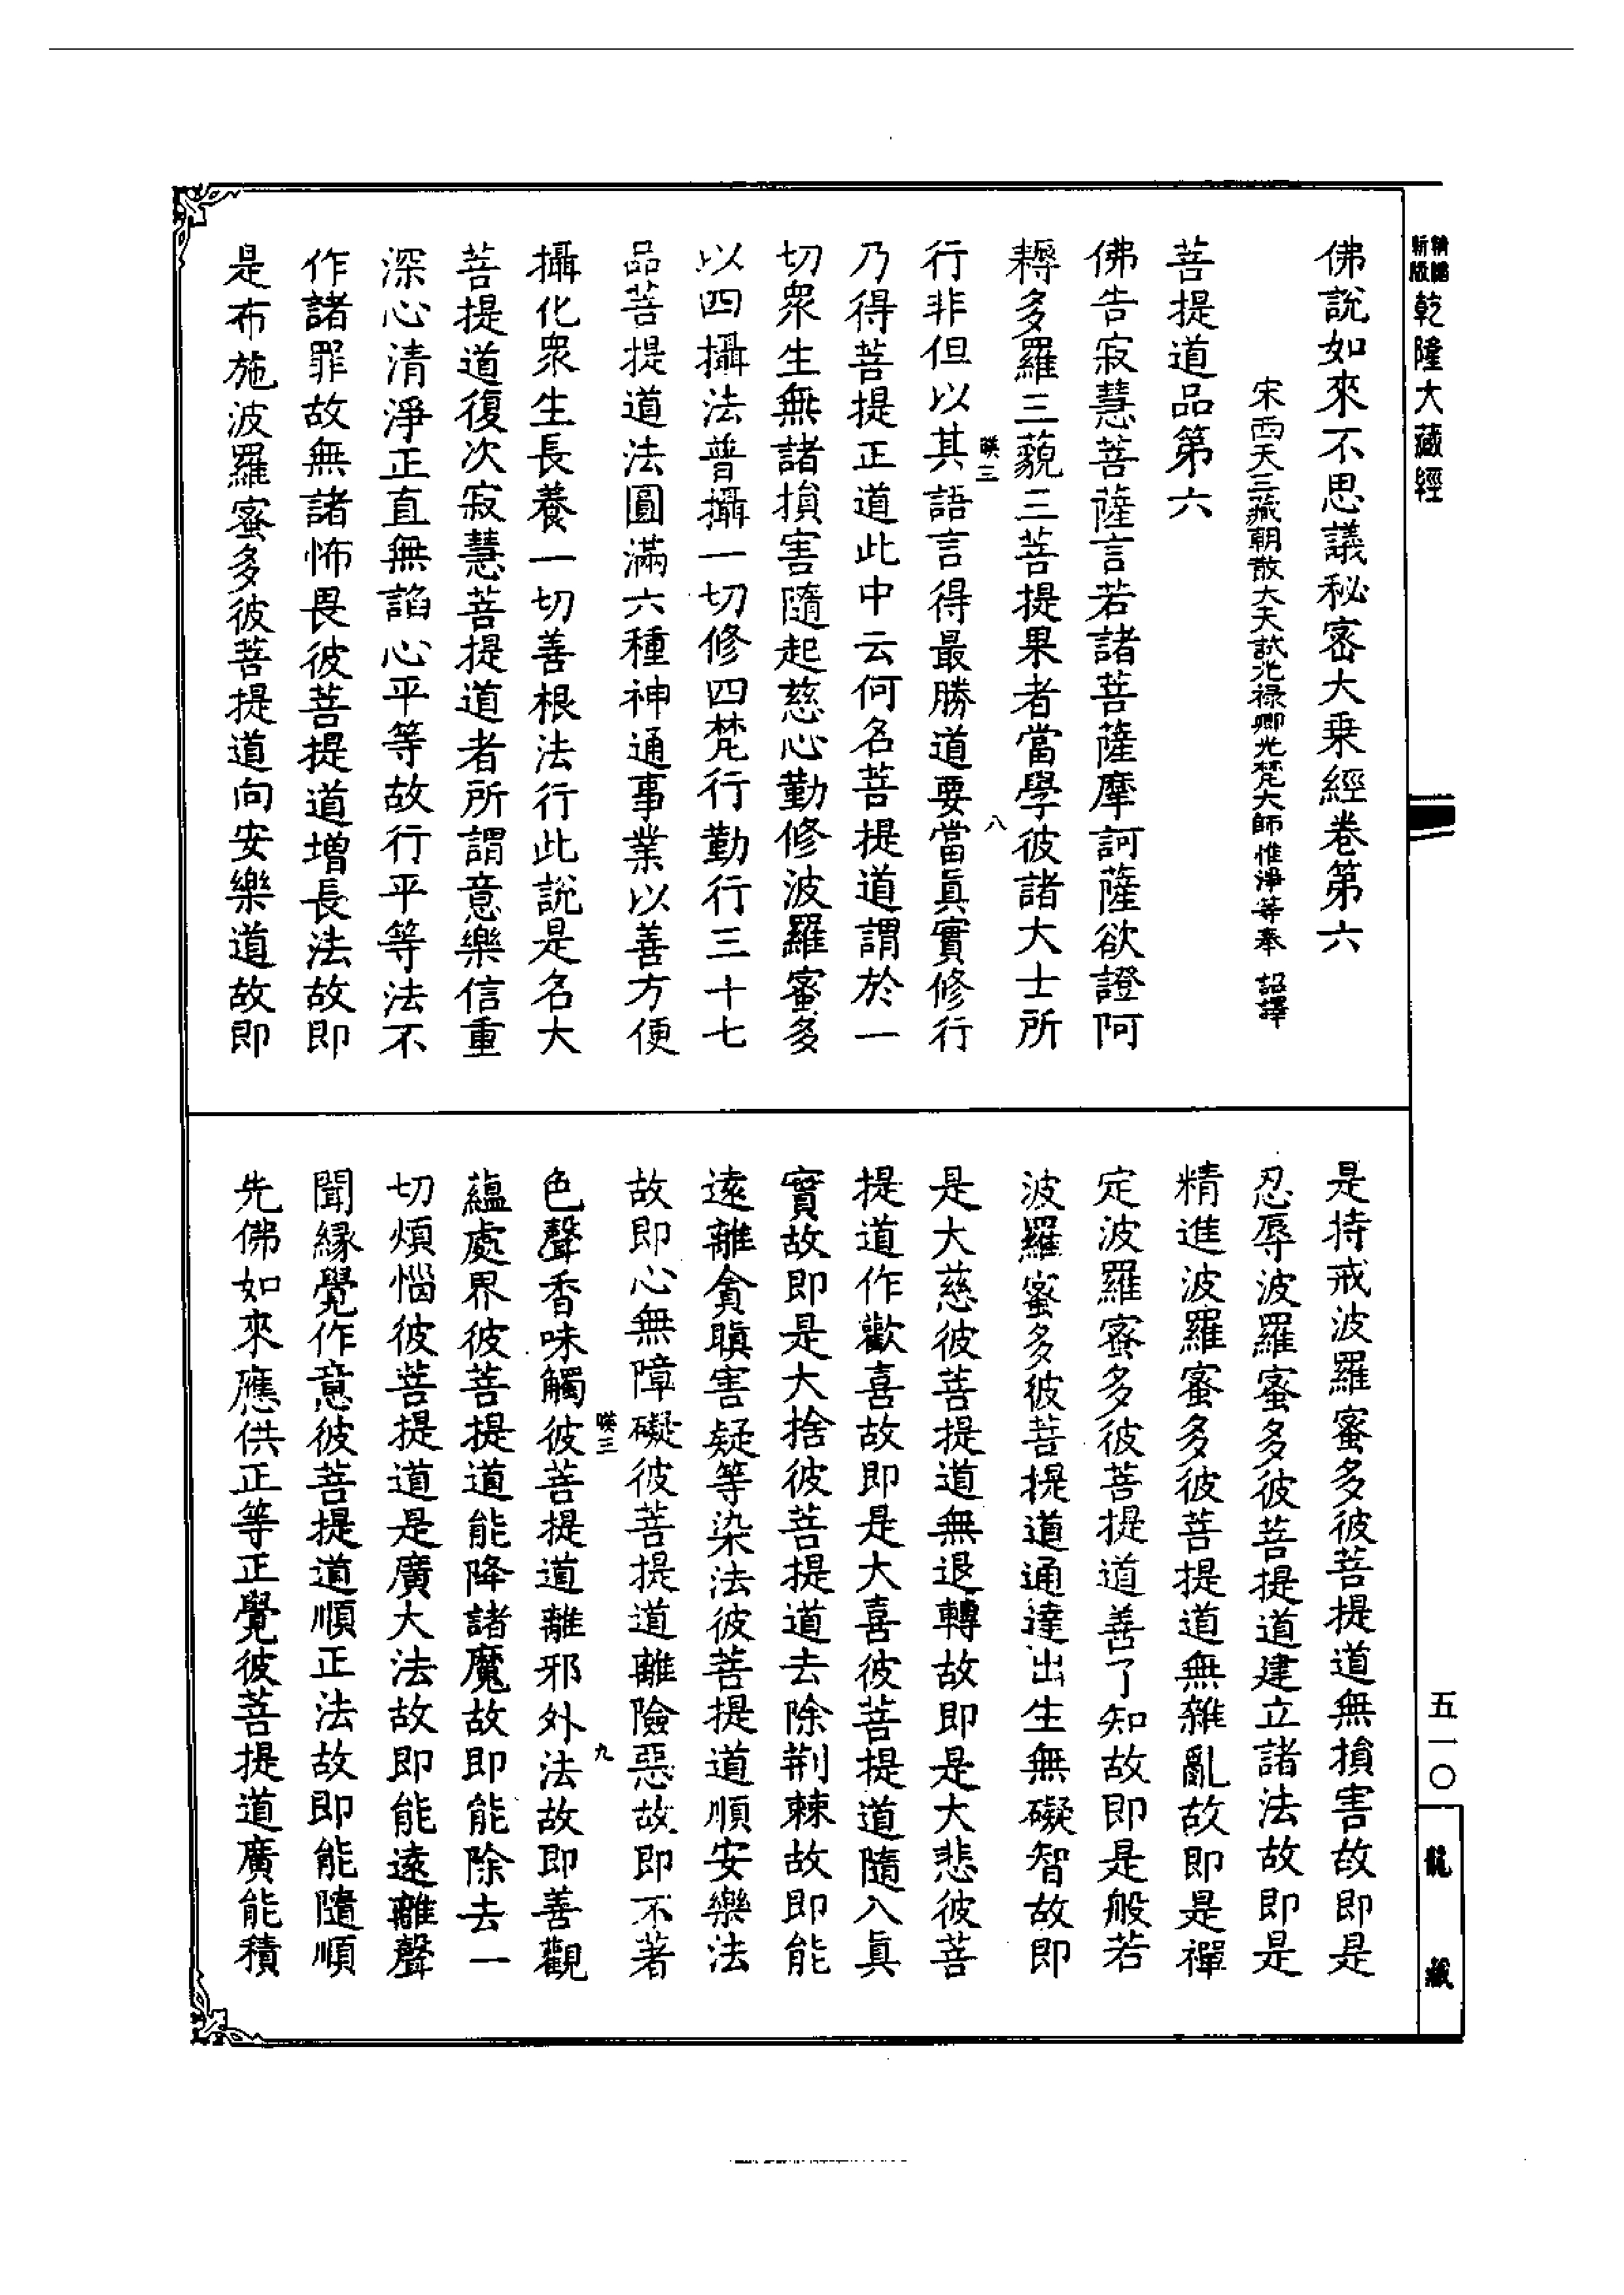 精編
新版
乾隆大藏經
佛說如來不思議秘密大乗經卷第六
宋西天三藏朝散大夫試光祿卿光梵大師惟淨等奉 詔譯
菩提道品第六
佛告寂慧菩薩言若諸菩薩摩訶薩欲證阿
耨多羅三藐三菩提果者當學彼諸大士所
暎三 八
行非但以其語言得最勝道要當真實修行
乃得菩提正道此中云何名菩提道謂於一
切衆生無諸損害隨起慈心勤修波羅蜜多
以四攝法普攝一切修四梵行勤行三十七
品菩提道法圓滿六種神通事業以善方便
攝化衆生長養一切善根法行此說是名大
菩提道復次寂慧菩提道者所謂意樂信重
深心清淨正直無諂心平等故行平等法不
作諸罪故無諸怖畏彼菩提道增長法故即
是布施波羅蜜多彼菩提道向安樂道故即
是持戒波羅蜜多彼菩提道無損害故即是
忍辱波羅蜜多彼菩提道建立諸法故即是
精進波羅蜜多彼菩提道無雜亂故即是禪
定波羅蜜多彼菩提道善了知故即是般若
波羅蜜多彼菩提道通達出生無礙智故即
是大慈彼菩提道無退轉故即是大悲彼菩
提道作歡喜故即是大喜彼菩提道隨入真
實故即是大捨彼菩提道去除荆棘故即能
遠離貪瞋害疑等染法彼菩提道順安樂法
故即心無障礙彼菩提道離險惡故即不著
暎三 九
色聲香味觸彼菩提道離邪外法故即善觀
蘊處界彼菩提道能降諸魔故即能除去一
切煩惱彼菩提道是廣大法故即能遠離聲
聞緣覺作意彼菩提道順正法故即能隨順
先佛如來應供正等正覺彼菩提道廣能積
五一〇
龍藏